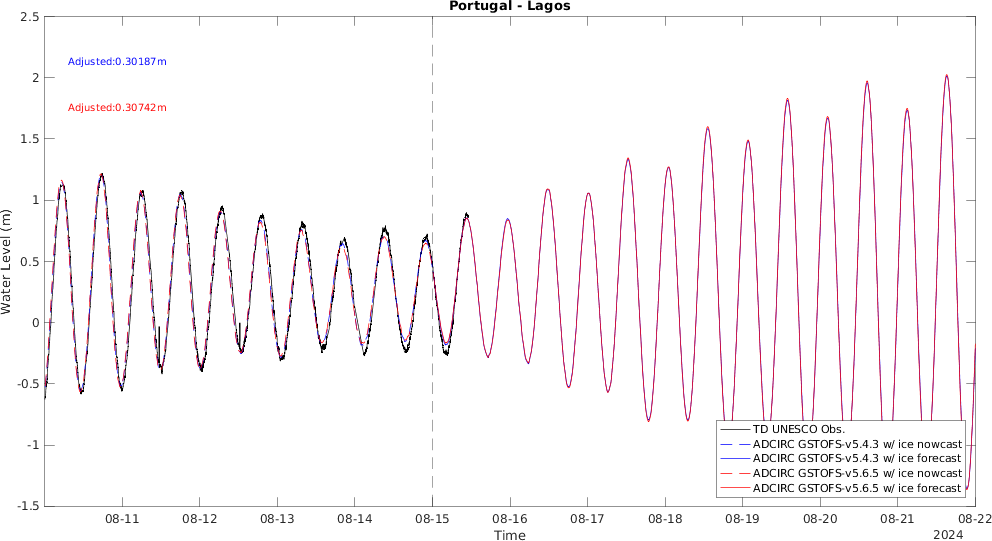 Portugal - Lagos
2.5
2
1.5
1
0.5
0
-0.5
-1
-1.5
Water Level (m)
Adjusted:0.30187m
Adjusted:0.30742m
TD UNESCO Obs.
ADCIRC GSTOFS-v5.4.3 w/ ice nowcast
ADCIRC GSTOFS-v5.4.3 w/ ice forecast
ADCIRC GSTOFS-v5.6.5 w/ ice nowcast
ADCIRC GSTOFS-v5.6.5 w/ ice forecast
08-11 08-12 08-13 08-14 08-15 08-16 08-17 08-18 08-19 08-20 08-21 08-22
Time
2024